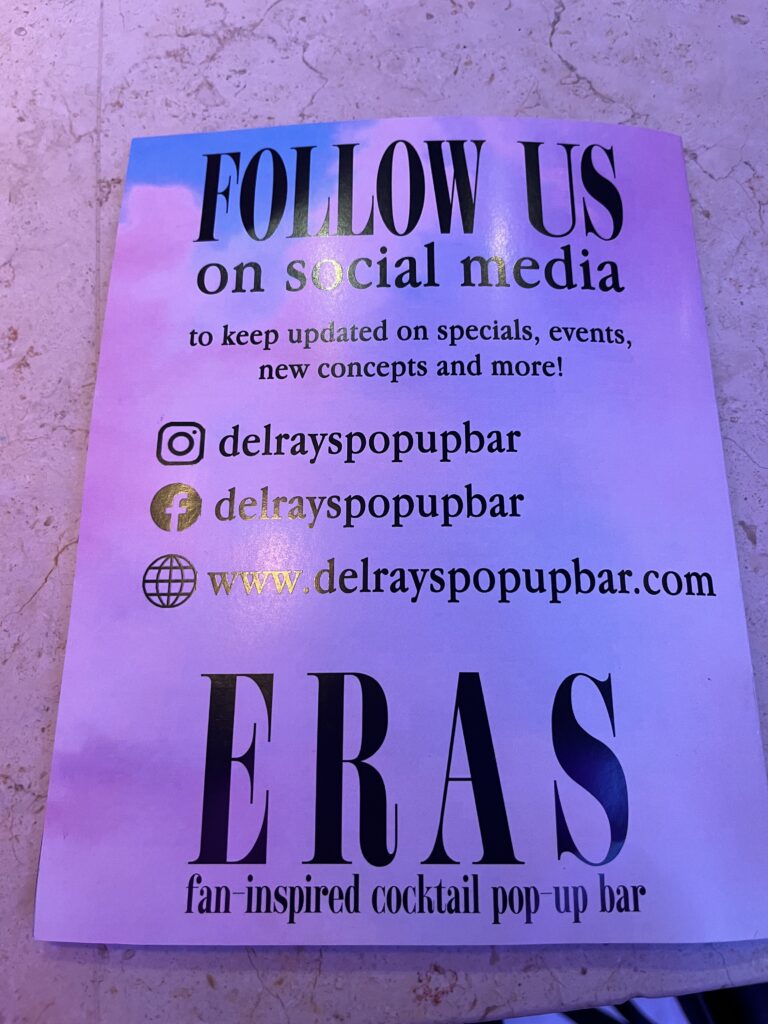 FOLLOW US
on social media
to keep updated on specials, events,
new concepts and more!
delrayspopupbar
delrayspopupbar
www.delrayspopupbar.com
ERAS
fan-inspired cocktail pop-up bar